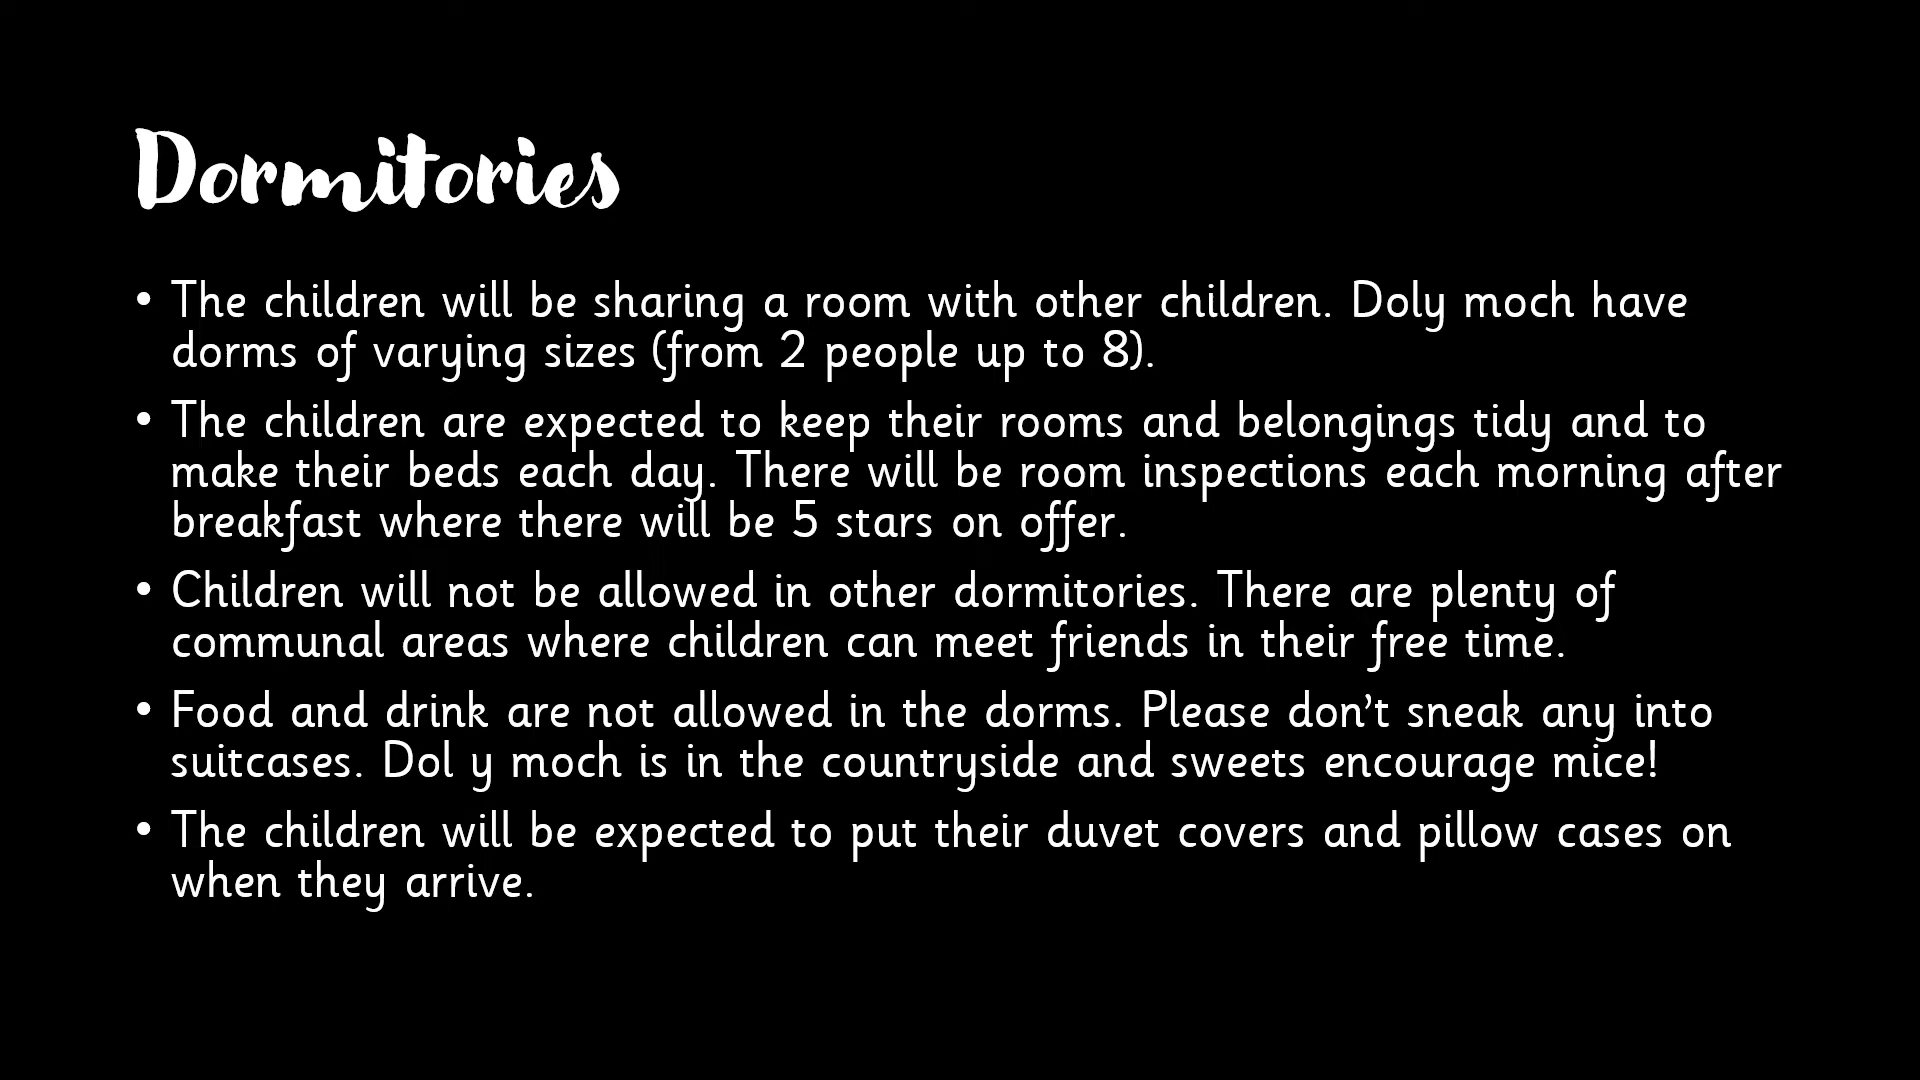 Dormitories
• The children will be sharing a room with other children. Doly moch have
dorms of varying sizes (from 2 people up to 8).
• The children are expected to keep their rooms and belongings tidy and to
make their beds each day. There will be room inspections each morning after
breakfast where there will be 5 stars on offer.
• Children will not be allowed in other dormitories. There are plenty of
communal areas where children can meet friends in their free time.
• Food and drink are not allowed in the dorms. Please don’t sneak any into
suitcases. Dol y moch is in the countryside and sweets encourage mice!
• The children will be expected to put their duvet covers and pillow cases on
when they arrive.